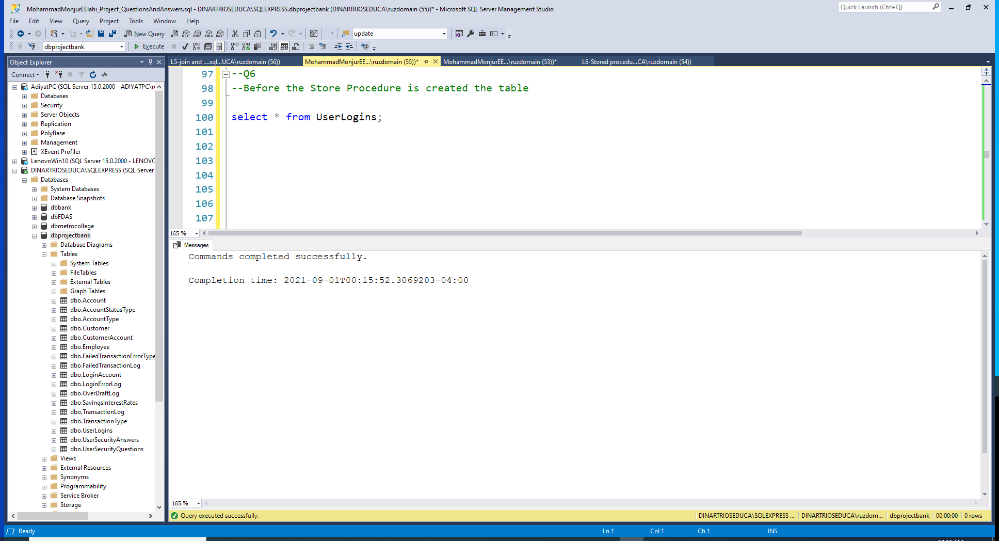 MohammadMonjurEElahi_Project_QuestionsAndAnswers.sql - DINARTRIOSEDUCA\SQLEXPRESS.dbprojectbank (DINARTRIOSEDUCA\ruzdomain (55))* - Microsoft SQL Server Management Studio
Quick Launch (Ctrl+Q)
File Edit View Query Project Tools Window Help
New Query
MDX DMX XMLA DAX
update
dbprojectbank
Execute
Object Explorer
Connect
AdiyatPC (SQL Server 15.0.2000 - ADIYATPC\ru
Databases
Security
Server Objects
Replication
PolyBase
Management
XEvent Profiler
LenovoWin10 (SQL Server 15.0.2000 - LENOVO
DINARTRIOSEDUCA\SQLEXPRESS (SQL Server
Databases
System Databases
Database Snapshots
dbbank
dbFDAS
dbmetrocollege
dbprojectbank
Database Diagrams
Tables
System Tables
FileTables
External Tables
Graph Tables
dbo.Account
dbo.AccountStatusType
dbo.AccountType
dbo.Customer
dbo.CustomerAccount
dbo.Employee
dbo.FailedTransactionErrorType
dbo.FailedTransactionLog
dbo.LoginAccount
dbo.LoginErrorLog
dbo.OverDraftLog
dbo.SavingsInterestRates
dbo.TransactionLog
dbo.TransactionType
dbo.UserLogins
dbo.UserSecurityAnswers
dbo.UserSecurityQuestions
Views
External Resources
Synonyms
Programmability
Service Broker
Storage
L5-join and ....sql...UCA\ruzdomain (56))
MohammadMonjurEE...\ruzdomain (55))*
MohammadMonjurEE...\ruzdomain (53))*
L6-Stored procedu...CA\ruzdomain (54))
97 --Q6
98 --Before the Store Procedure is created the table
99
100 select * from UserLogins;
101
102
103
104
105
106
107
165 %
Messages
Commands completed successfully.
Completion time: 2021-09-01T00:15:52.3069203-04:00
165 %
Query executed successfully.
DINARTRIOSEDUCA\SQLEXPRESS ...
DINARTRIOSEDUCA\ruzdom...
dbprojectbank
00:00:00
0 rows
Ready
Ln 1
Col 1
Ch 1
INS